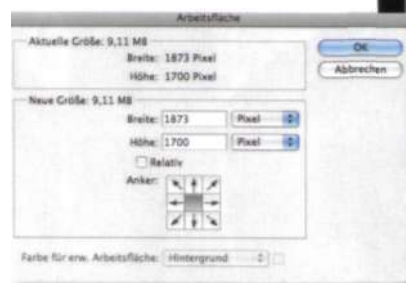 Arbeitsfläche
Aktuelle Größe: 9,11 MB
Breite: 1873 Pixel
Höhe: 1700 Pixel
OK
Abbrechen
Neue Größe: 9,11 MB
Breite: 1873 Pixel
Höhe: 1700 Pixel
Relativ
Anker:
Farbe für erw. Arbeitsfläche: Hintergrund